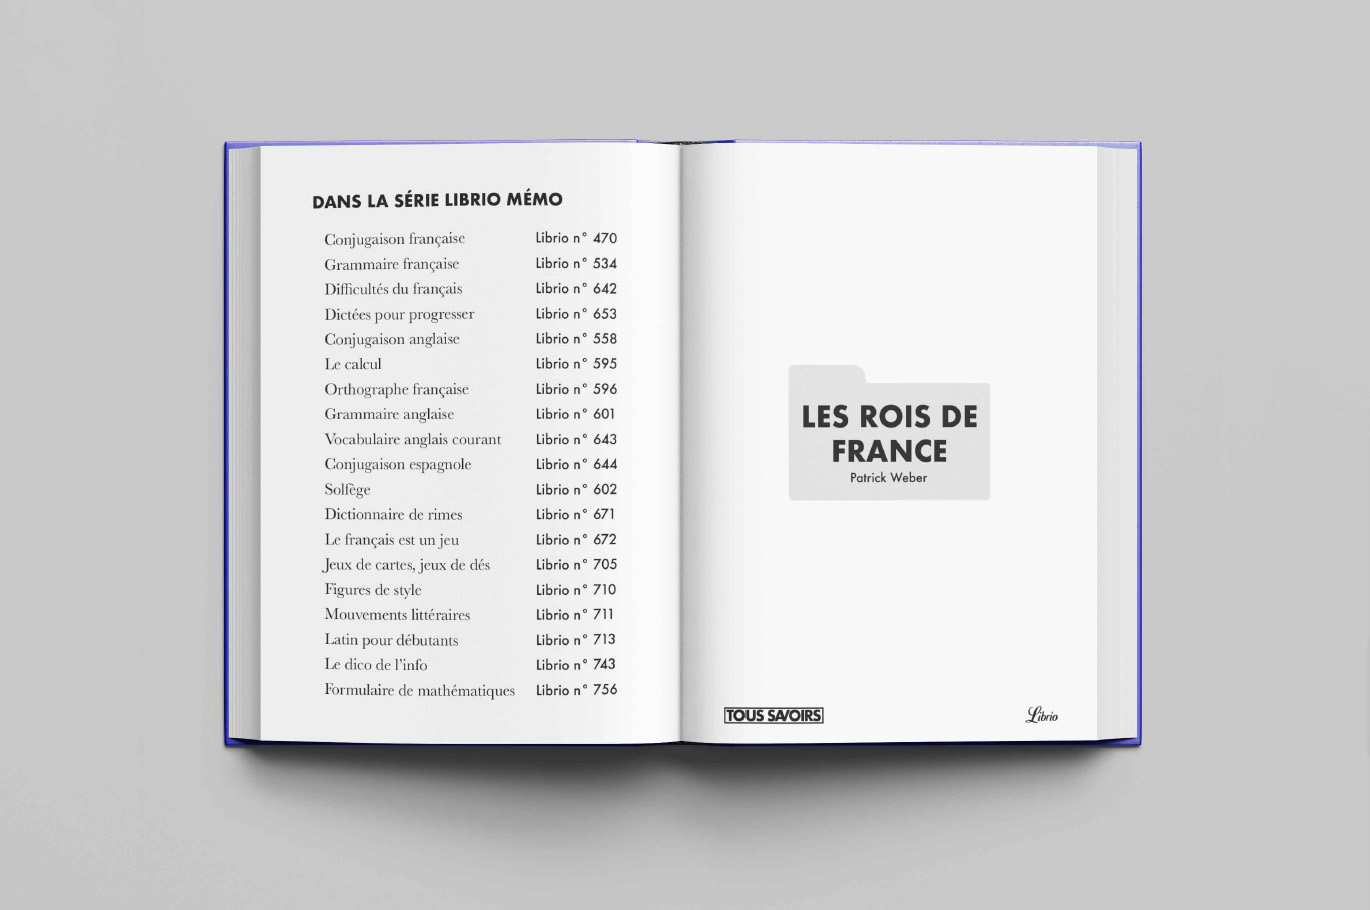 DANS LA SÉRIE LIBRIO MÉMO
Conjugaison française Librio n° 470
Grammaire française Librio n° 534
Difficultés du français Librio n° 642
Dictées pour progresser Librio n° 653
Conjugaison anglaise Librio n° 558
Le calcul Librio n° 595
Orthographe française Librio n° 596
Grammaire anglaise Librio n° 601
Vocabulaire anglais courant Librio n° 643
Conjugaison espagnole Librio n° 644
Solfège Librio n° 602
Dictionnaire de rimes Librio n° 671
Le français est un jeu Librio n° 672
Jeux de cartes, jeux de dés Librio n° 705
Figures de style Librio n° 710
Mouvements littéraires Librio n° 711
Latin pour débutants Librio n° 713
Le dico de l'info Librio n° 743
Formulaire de mathématiques Librio n° 756
LES ROIS DE
FRANCE
Patrick Weber
TOUS SAVOIRS
Librio